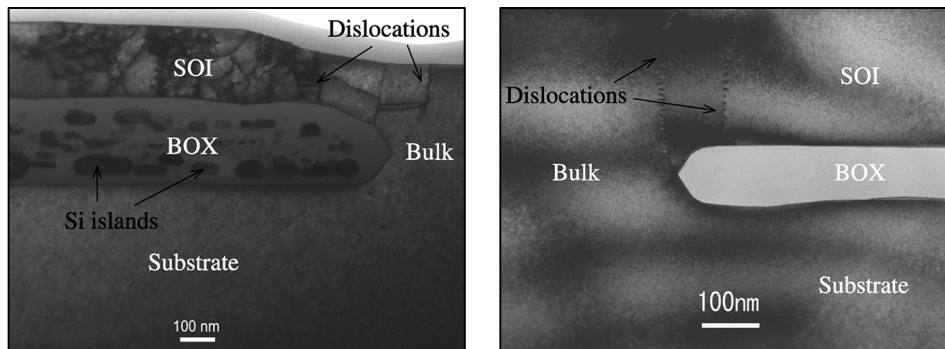 Dislocations
SOI
BOX
Bulk
Si islands
Substrate
100 nm
SOI
Dislocations
Bulk
BOX
Substrate
100nm